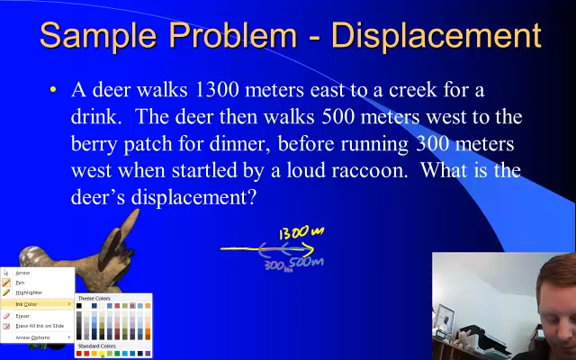 Sample Problem - Displacement
• A deer walks 1300 meters east to a creek for a
drink. The deer then walks 500 meters west to the
berry patch for dinner, before running 300 meters
west when startled by a loud raccoon. What is the
deer's displacement?
1300m
300m 500m
Arrow
Pen
Highlighter
Ink Color
Eraser
Erase All Ink on Slide
Arrow Options
Theme Colors
Standard Colors